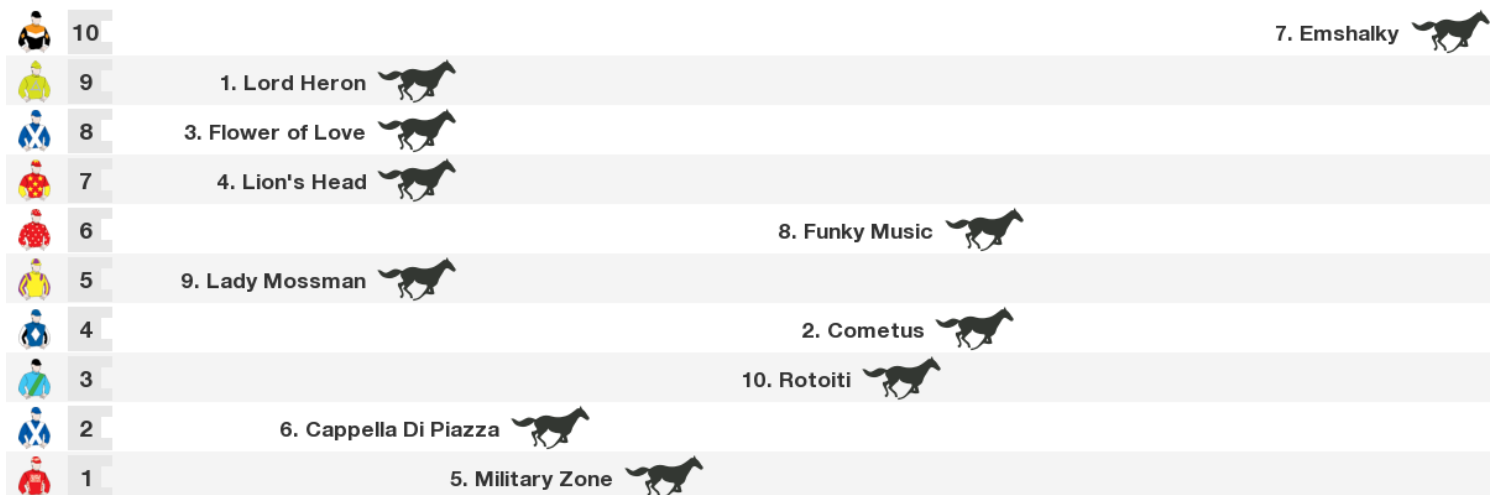 10 7. Emshalky
9 1. Lord Heron
8 3. Flower of Love
7 4. Lion's Head
6 8. Funky Music
5 9. Lady Mossman
4 2. Cometus
3 10. Rotoiti
2 6. Cappella Di Piazza
1 5. Military Zone